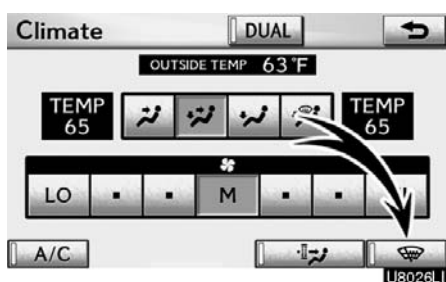 Climate DUAL
OUTSIDE TEMP 63°F
TEMP 65 TEMP 65
LO M
A/C
U8026LI